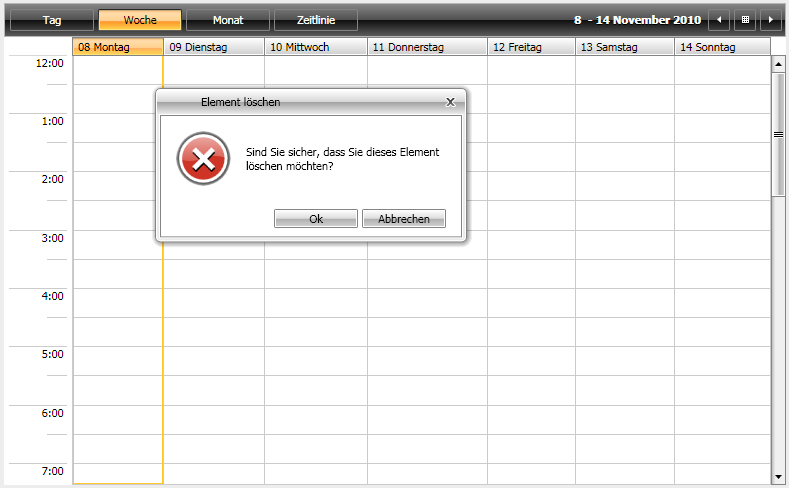 Tag Woche Monat Zeitlinie 8 - 14 November 2010
08 Montag 09 Dienstag 10 Mittwoch 11 Donnerstag 12 Freitag 13 Samstag 14 Sonntag
12:00
Element löschen
1:00
Sind Sie sicher, dass Sie dieses Element
löschen möchten?
2:00
Ok Abbrechen
3:00
4:00
5:00
6:00
7:00